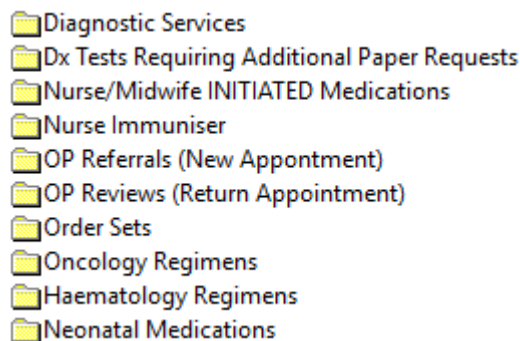 Diagnostic Services
Dx Tests Requiring Additional Paper Requests
Nurse/Midwife INITIATED Medications
Nurse Immuniser
OP Referrals (New Appontment)
OP Reviews (Return Appointment)
Order Sets
Oncology Regimens
Haematology Regimens
Neonatal Medications